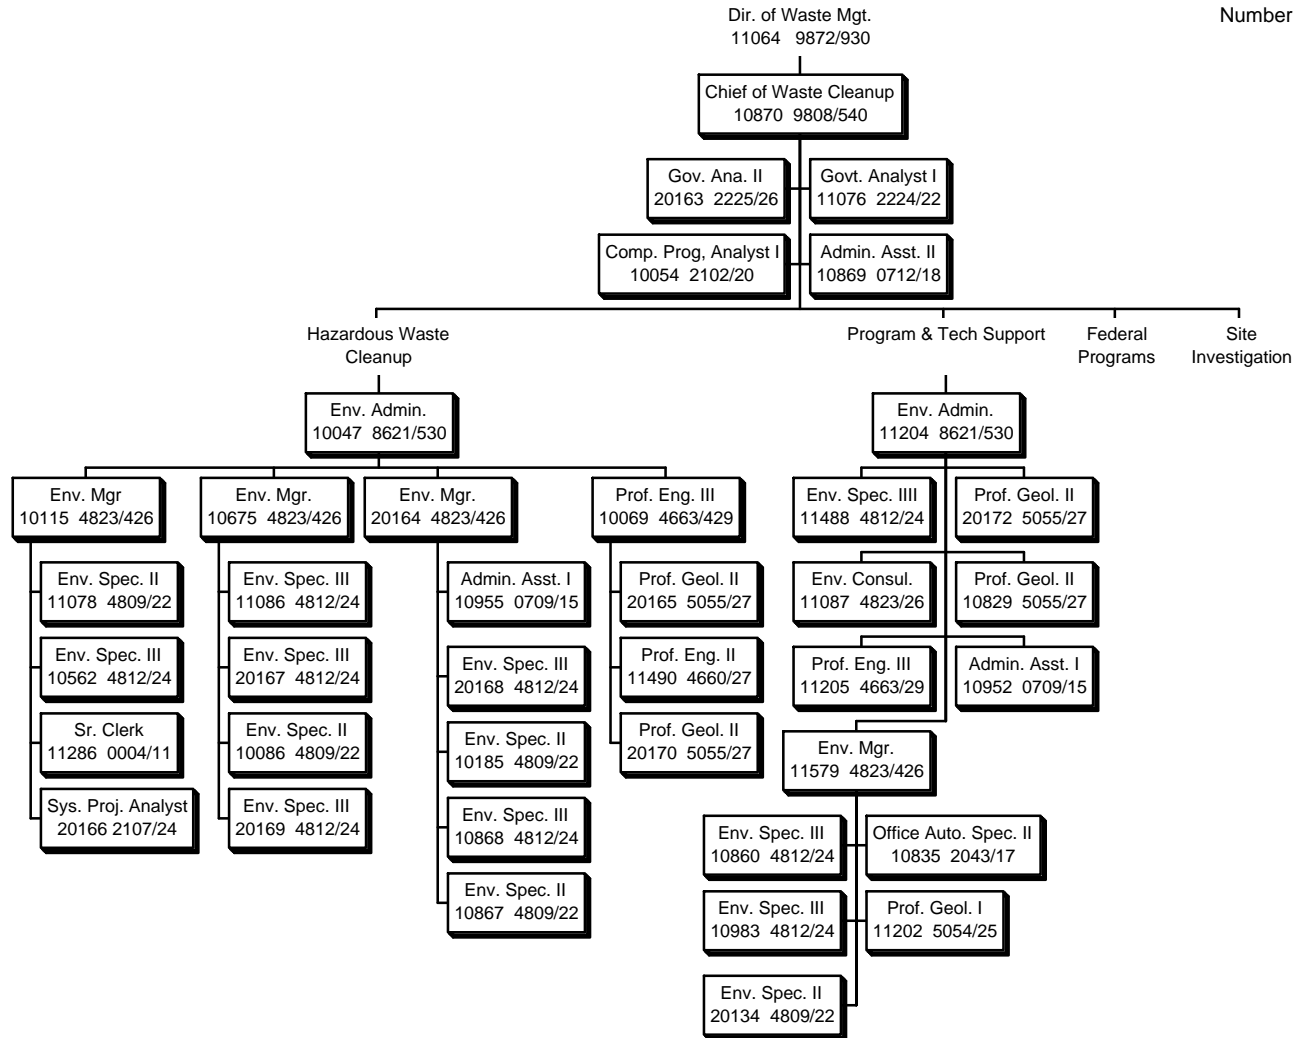 Dir. of Waste Mgt.
11064 9872/930
Number
Chief of Waste Cleanup
10870 9808/540
Gov. Ana. II
20163 2225/26
Govt. Analyst I
11076 2224/22
Comp. Prog, Analyst I
10054 2102/20
Admin. Asst. II
10869 0712/18
Hazardous Waste
Cleanup
Program & Tech Support
Federal
Programs
Site
Investigation
Env. Admin.
10047 8621/530
Env. Admin.
11204 8621/530
Env. Mgr
10115 4823/426
Env. Mgr.
10675 4823/426
Env. Mgr.
20164 4823/426
Prof. Eng. III
10069 4663/429
Env. Spec. IIII
11488 4812/24
Prof. Geol. II
20172 5055/27
Env. Spec. II
11078 4809/22
Env. Spec. III
11086 4812/24
Admin. Asst. I
10955 0709/15
Prof. Geol. II
20165 5055/27
Env. Consul.
11087 4823/26
Prof. Geol. II
10829 5055/27
Env. Spec. III
10562 4812/24
Env. Spec. III
20167 4812/24
Env. Spec. III
20168 4812/24
Prof. Eng. II
11490 4660/27
Prof. Eng. III
11205 4663/29
Admin. Asst. I
10952 0709/15
Sr. Clerk
11286 0004/11
Env. Spec. II
10086 4809/22
Env. Spec. II
10185 4809/22
Prof. Geol. II
20170 5055/27
Env. Mgr.
11579 4823/426
Sys. Proj. Analyst
20166 2107/24
Env. Spec. III
20169 4812/24
Env. Spec. III
10868 4812/24
Env. Spec. III
10860 4812/24
Office Auto. Spec. II
10835 2043/17
Env. Spec. II
10867 4809/22
Env. Spec. III
10983 4812/24
Prof. Geol. I
11202 5054/25
Env. Spec. II
20134 4809/22